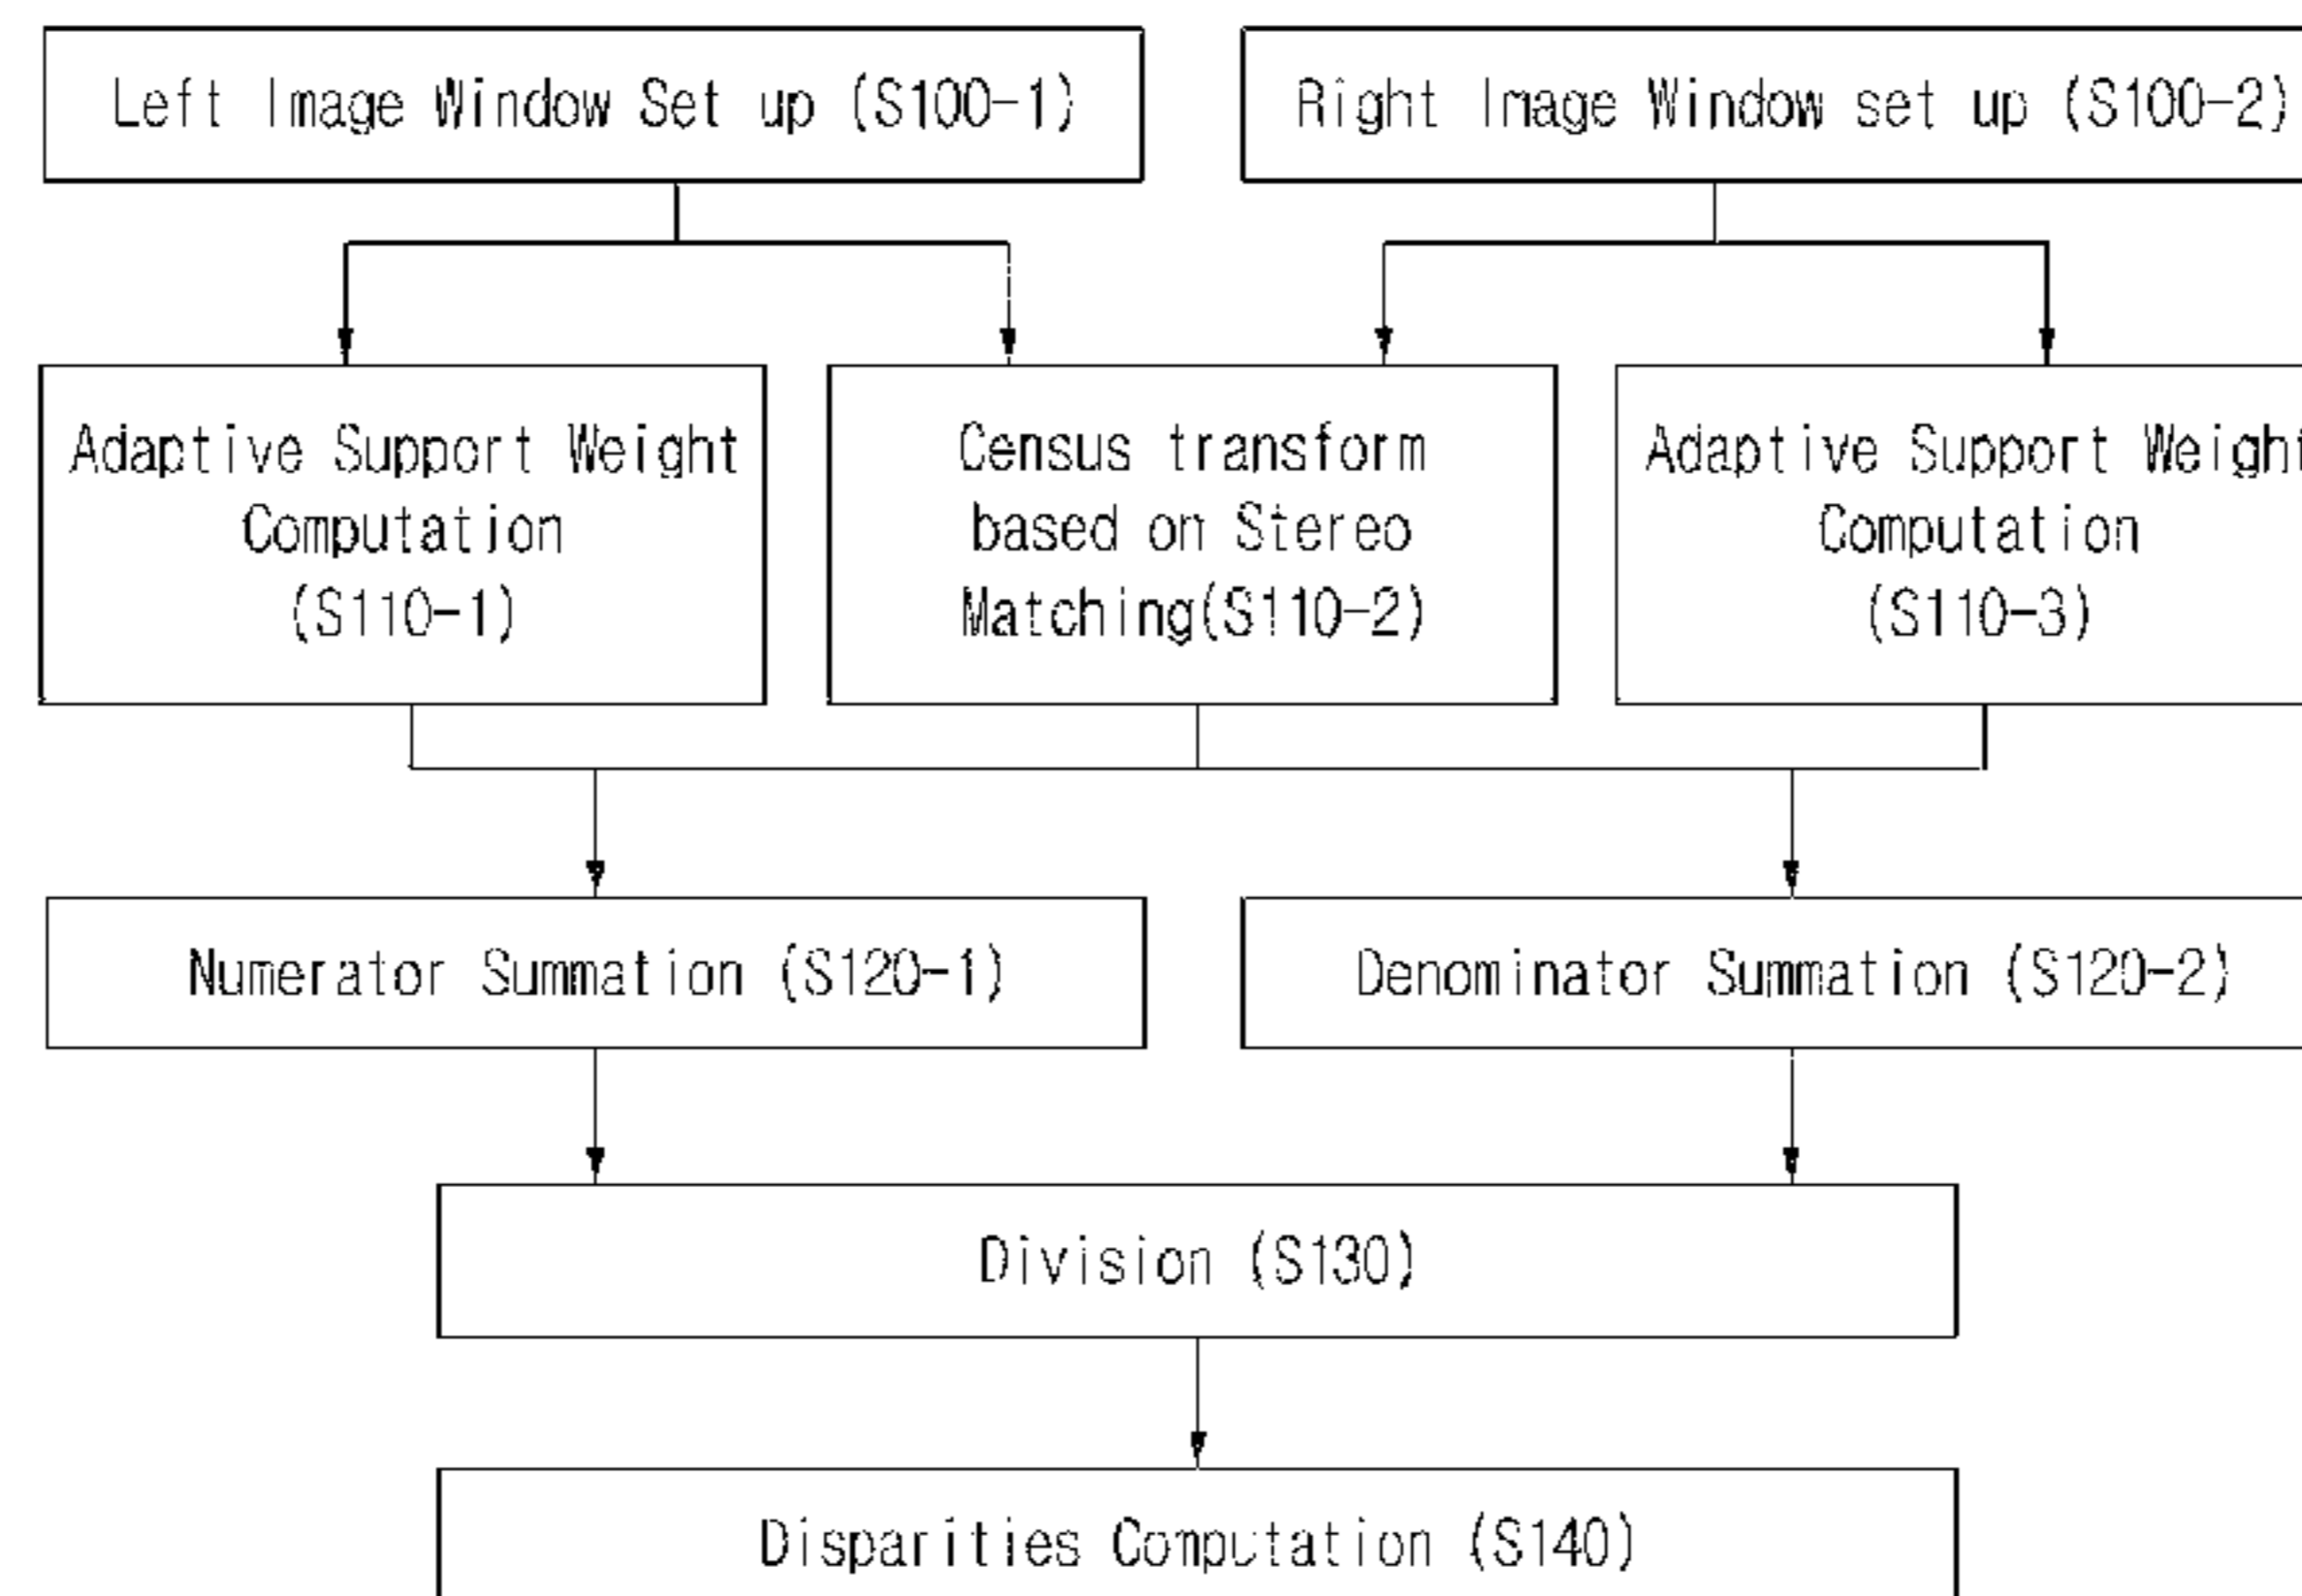 Left Image Window Set up (S100-1)
Right Image Window set up (S100-2)
Adaptive Support Weight
Computation
(S110-1)
Census transform
based on Stereo
Matching(S110-2)
Adaptive Support Weight
Computation
(S110-3)
Numerator Summation (S120-1)
Denominator Summation (S120-2)
Division (S130)
Disparities Computation (S140)